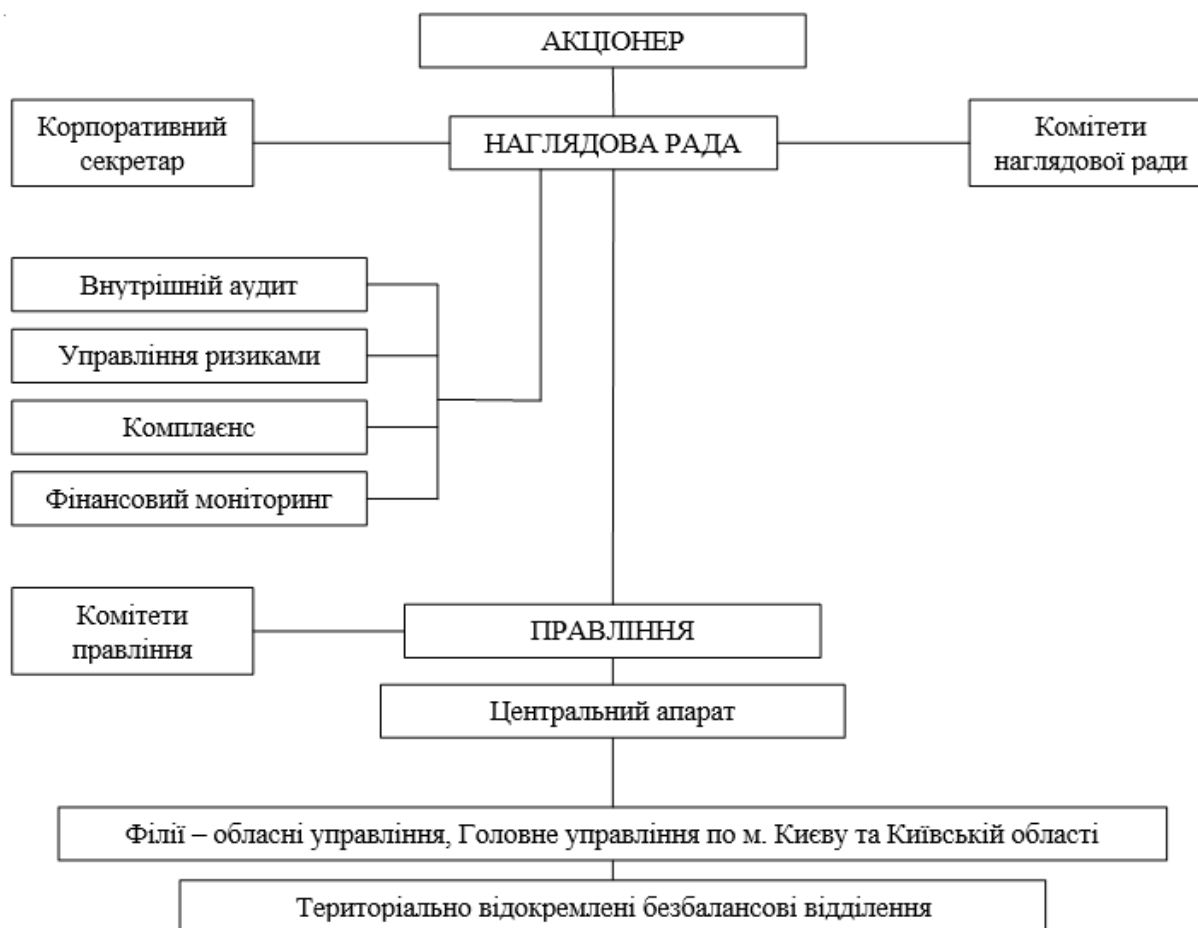 АКЦІОНЕР
Корпоративний
секретар
НАГЛЯДОВА РАДА
Комітети
наглядової ради
Внутрішній аудит
Управління ризиками
Комплаєнс
Фінансовий моніторинг
Комітети
правління
ПРАВЛІННЯ
Центральний апарат
Філії – обласні управління, Головне управління по м. Києву та Київській області
Територіально відокремлені безбалансові відділення